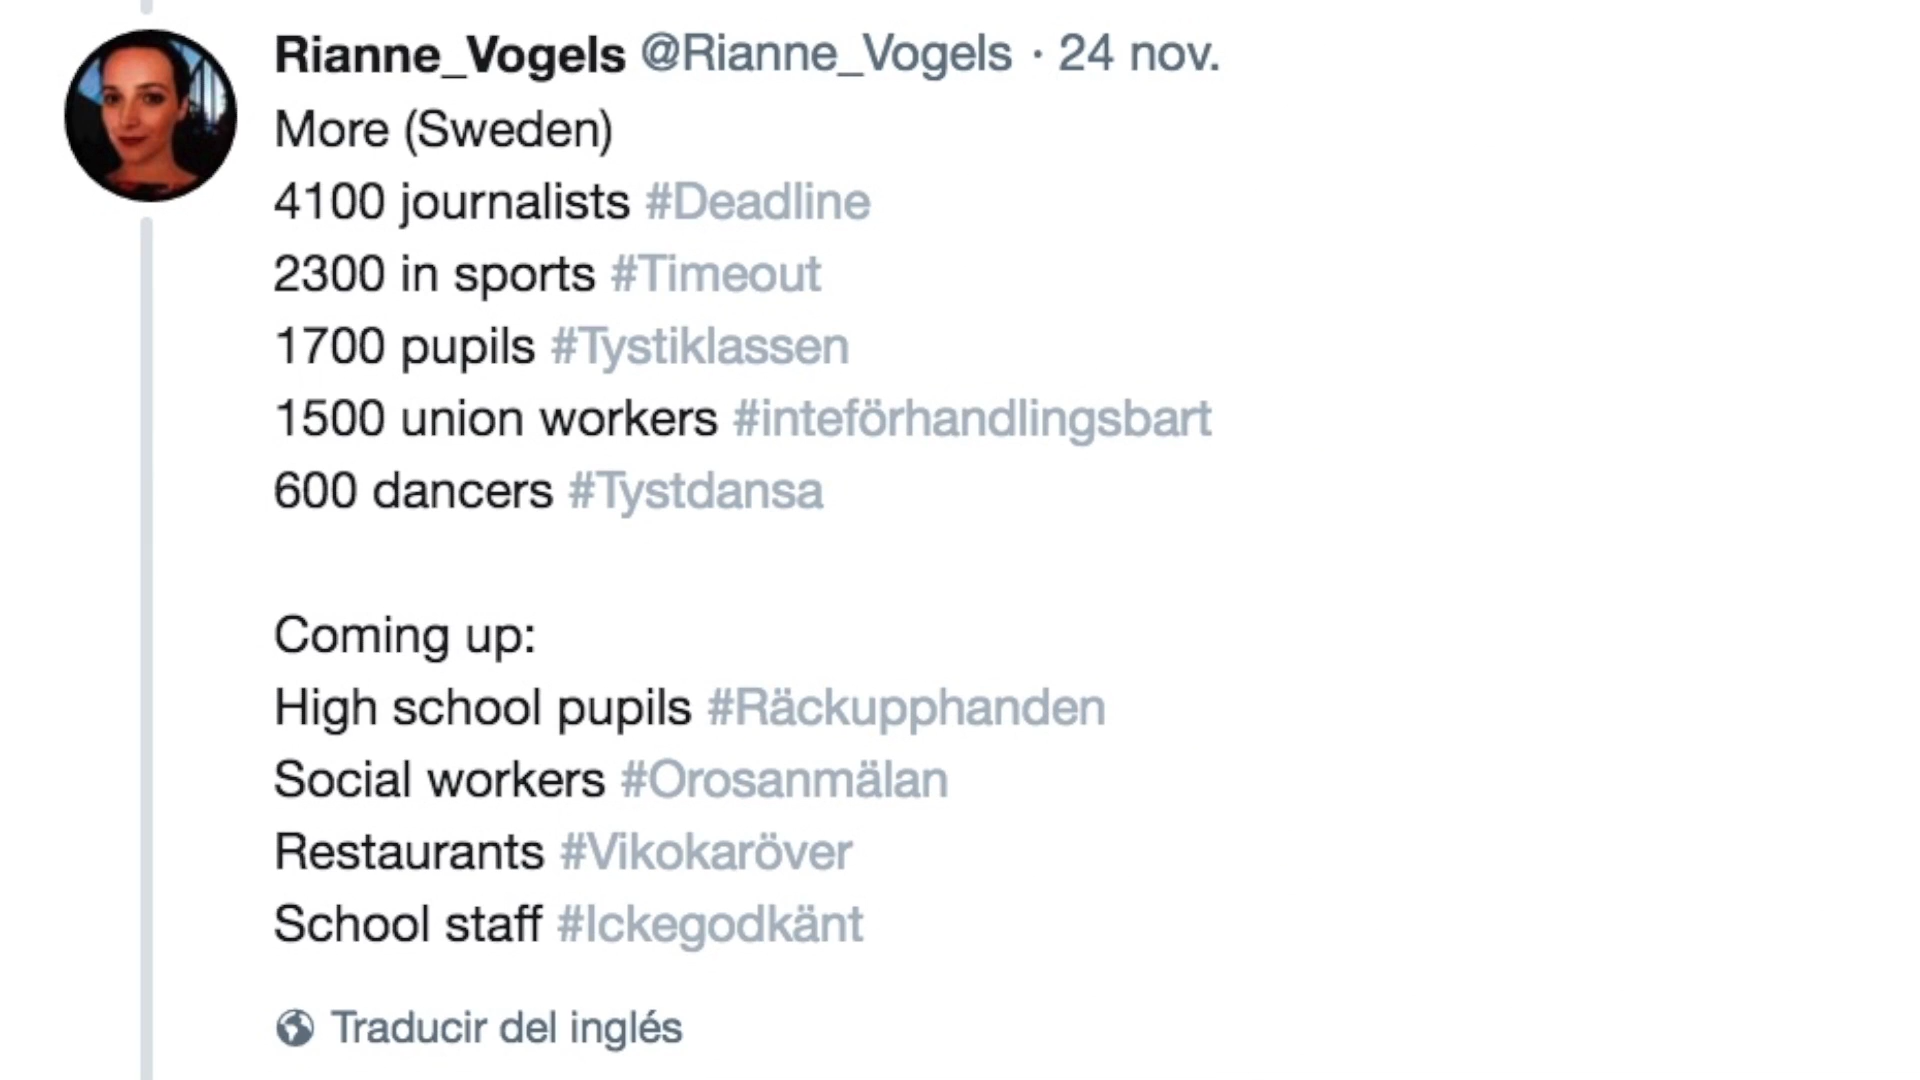 Rianne_Vogels @Rianne_Vogels · 24 nov.
More (Sweden)
4100 journalists #Deadline
2300 in sports #Timeout
1700 pupils #Tystiklassen
1500 union workers #inteförhandlingsbart
600 dancers #Tystdansa
Coming up:
High school pupils #Räckupphanden
Social workers #Orosanmälan
Restaurants #Vikokaröver
School staff #Ickegodkänt
Traducir del inglés